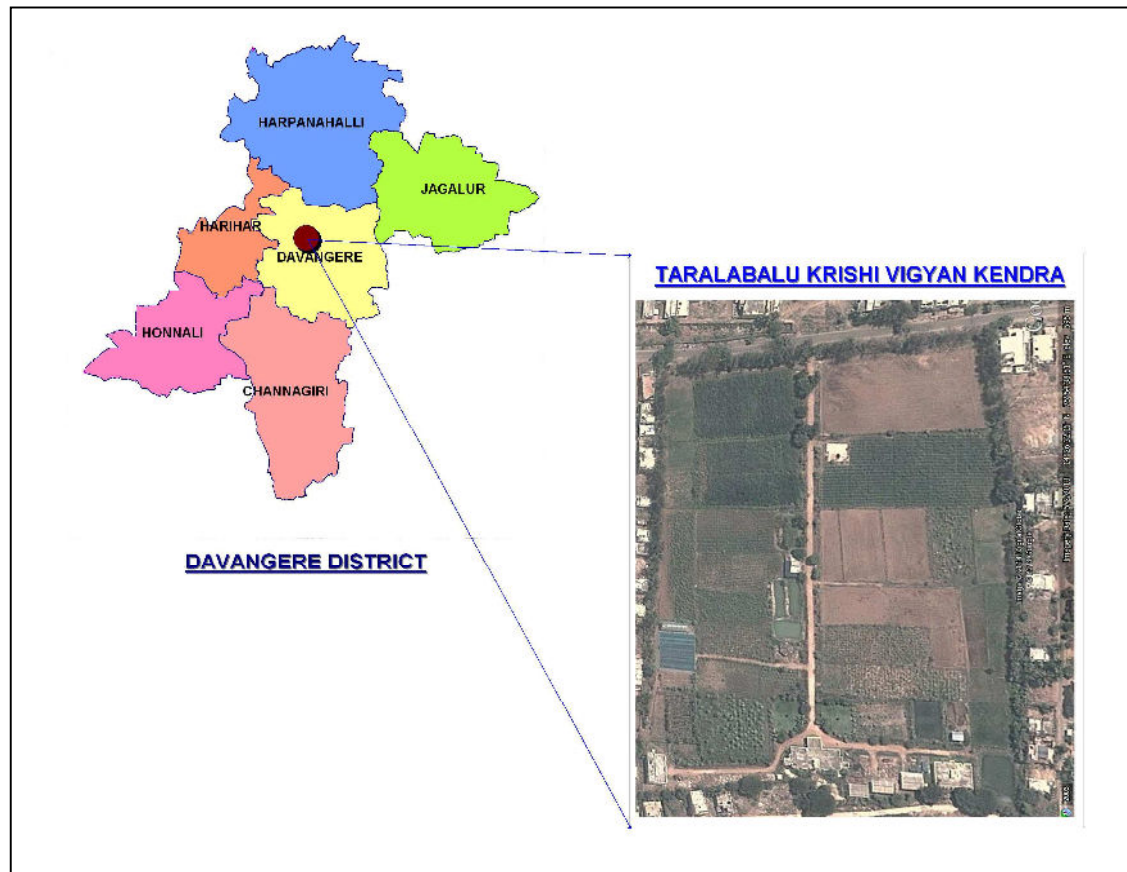 HARPANAHALLI
JAGALUR
HARIHAR
DAVANGERE
HONNALI
CHANNAGIRI
DAVANGERE DISTRICT
TARALABALU KRISHI VIGYAN KENDRA